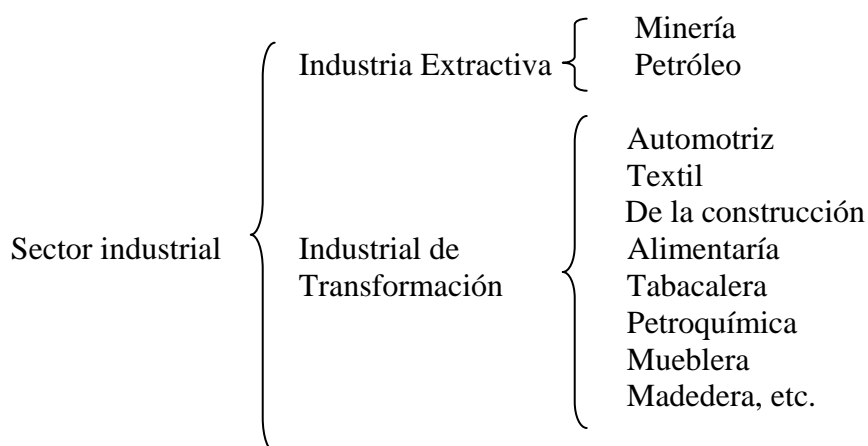 Sector industrial
Industria Extractiva
Minería
Petróleo
Industrial de
Transformación
Automotriz
Textil
De la construcción
Alimentaría
Tabacalera
Petroquímica
Mueblera
Madedera, etc.